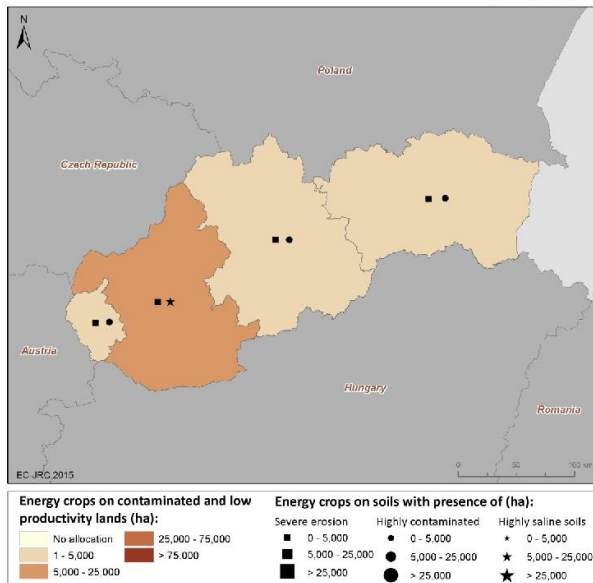 N
Poland
Czech Republic
Austria
Hungary
Romania
EC-JRC,2015
0 50 100 km
Energy crops on contaminated and low
productivity lands (ha):
No allocation
1 - 5,000
5,000 - 25,000
25,000 - 75,000
> 75,000
Energy crops on soils with presence of (ha):
Severe erosion
0 - 5,000
5,000 - 25,000
> 25,000
Highly contaminated
0 - 5,000
5,000 - 25,000
> 25,000
Highly saline soils
0 - 5,000
5,000 - 25,000
> 25,000